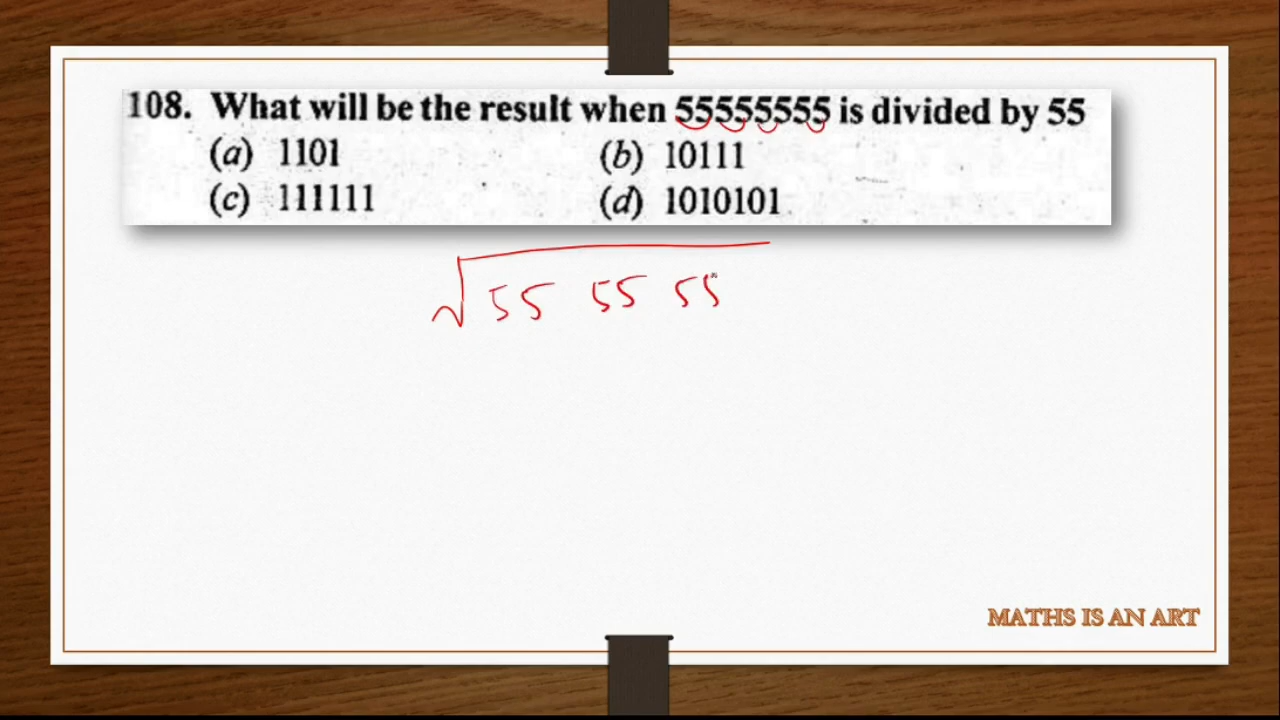 108. What will be the result when 55555555 is divided by 55
(a) 1101 (b) 10111
(c) 111111 (d) 1010101
55 55 55
MATHS IS AN ART